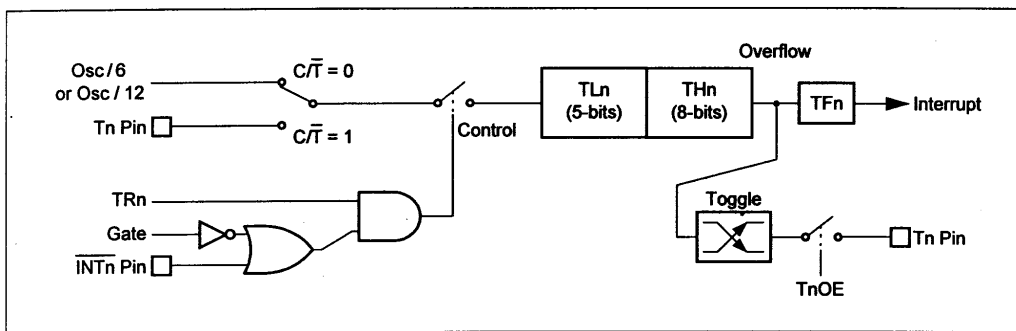 Overflow
Osc/6
or Osc/12
C/T̅ = 0
TLn
(5-bits)
THn
(8-bits)
TFn
Interrupt
Tn Pin
C/T̅ = 1
Control
TRn
Toggle
Gate
I̅N̅T̅n̅ Pin
Tn Pin
TnOE